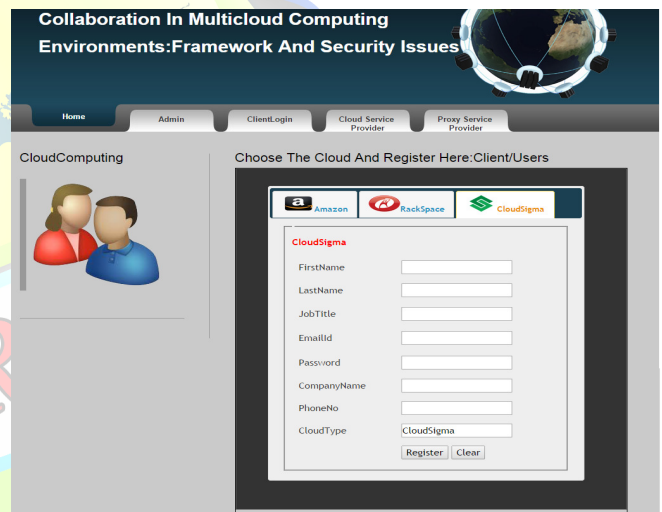 Collaboration In Multicloud Computing
Environments:Framework And Security Issues
Home
Admin
ClientLogin
Cloud Service
Provider
Proxy Service
Provider
CloudComputing
Choose The Cloud And Register Here:Client/Users
a Amazon
RackSpace
CloudSigma
CloudSigma
FirstName
LastName
JobTitle
EmailId
Password
CompanyName
PhoneNo
CloudType CloudSigma
Register Clear